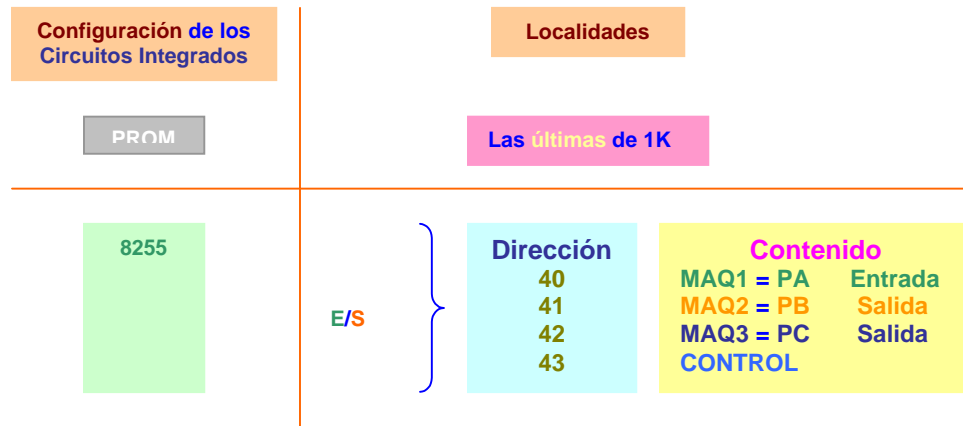 Configuración de los
Circuitos Integrados
Localidades
PROM
Las últimas de 1K
8255
E/S
Dirección
40
41
42
43
Contenido
MAQ1 = PA Entrada
MAQ2 = PB Salida
MAQ3 = PC Salida
CONTROL